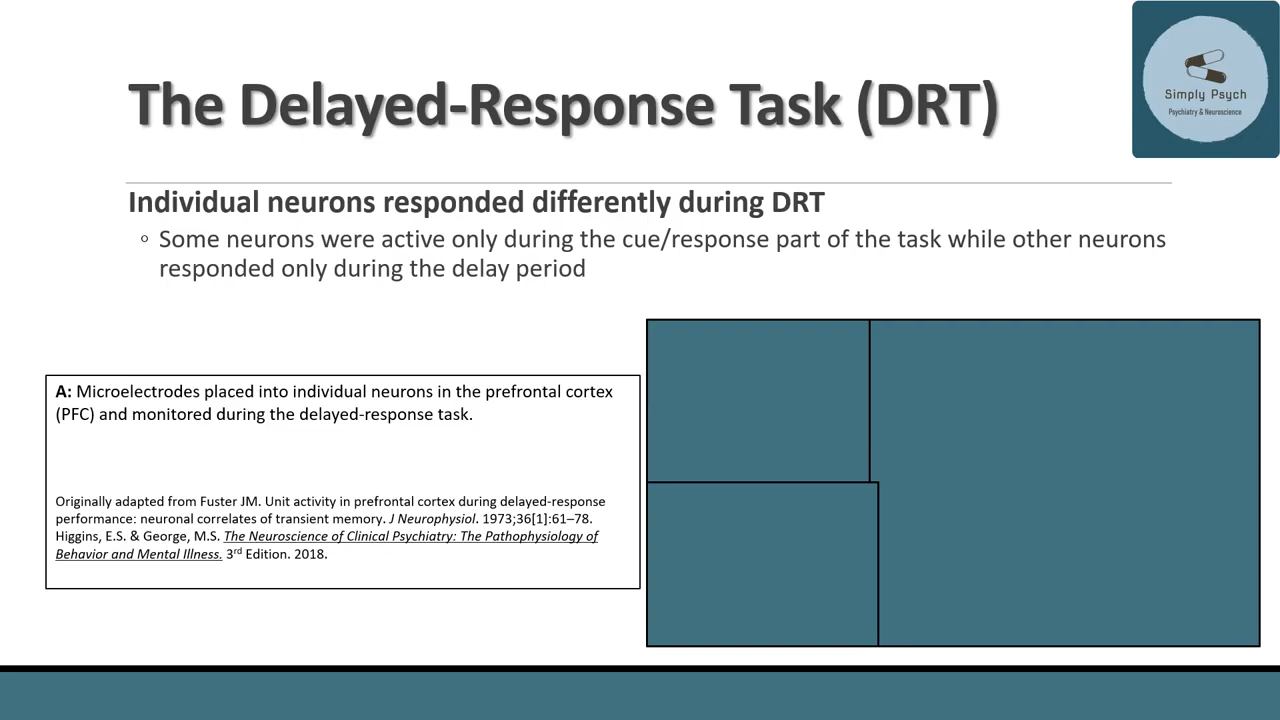 The Delayed-Response Task (DRT)
Simply Psych
Psychiatry & Neuroscience
Individual neurons responded differently during DRT
◦ Some neurons were active only during the cue/response part of the task while other neurons
responded only during the delay period
A: Microelectrodes placed into individual neurons in the prefrontal cortex
(PFC) and monitored during the delayed-response task.
Originally adapted from Fuster JM. Unit activity in prefrontal cortex during delayed-response
performance: neuronal correlates of transient memory. J Neurophysiol. 1973;36[1]:61–78.
Higgins, E.S. & George, M.S. The Neuroscience of Clinical Psychiatry: The Pathophysiology of
Behavior and Mental Illness. 3rd Edition. 2018.